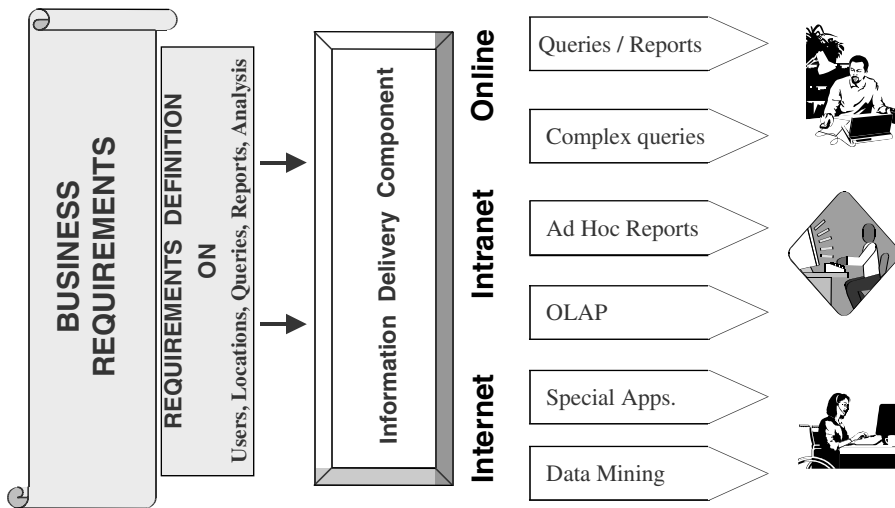 BUSINESS
REQUIREMENTS
REQUIREMENTS DEFINITION
ON
Users, Locations, Queries, Reports, Analysis
Information Delivery Component
Online
Intranet
Internet
Queries / Reports
Complex queries
Ad Hoc Reports
OLAP
Special Apps.
Data Mining